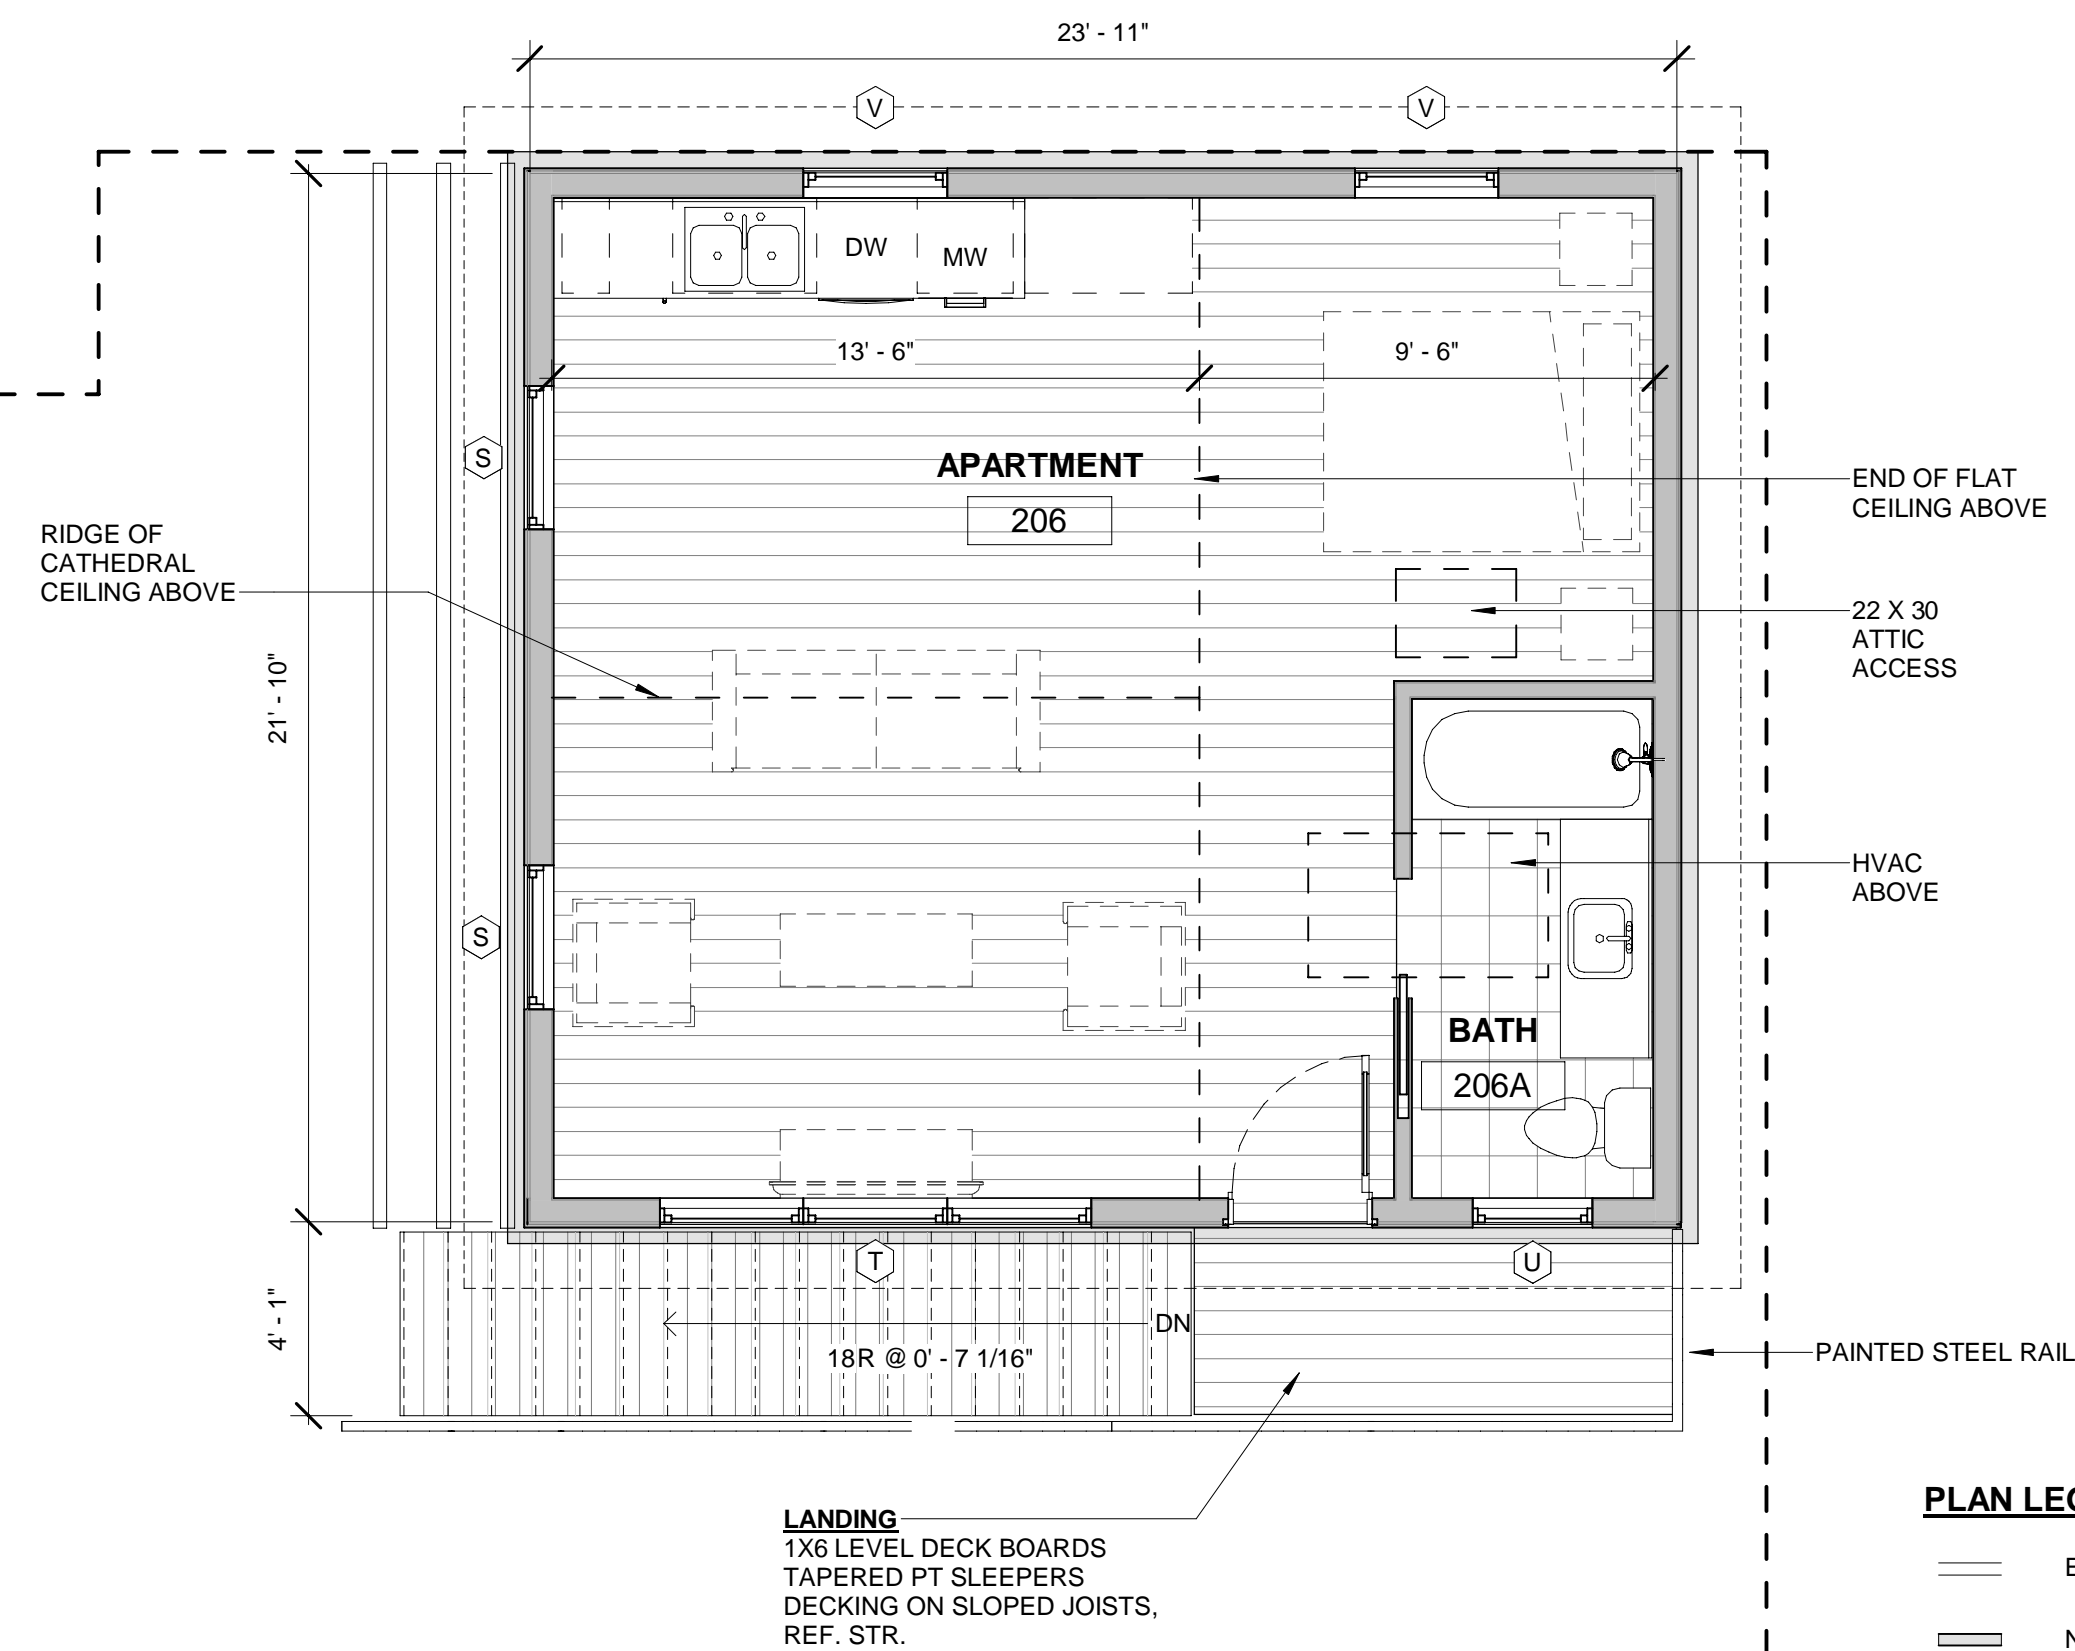 23' - 11"
V
V
DW
MW
13' - 6"
9' - 6"
APARTMENT
206
S
END OF FLAT
CEILING ABOVE
RIDGE OF
CATHEDRAL
CEILING ABOVE
22 X 30
ATTIC
ACCESS
21' - 10"
HVAC
ABOVE
S
BATH
206A
T
U
4' - 1"
DN
18R @ 0' - 7 1/16"
PAINTED STEEL RAIL
LANDING
1X6 LEVEL DECK BOARDS
TAPERED PT SLEEPERS
DECKING ON SLOPED JOISTS,
REF. STR.
PLAN